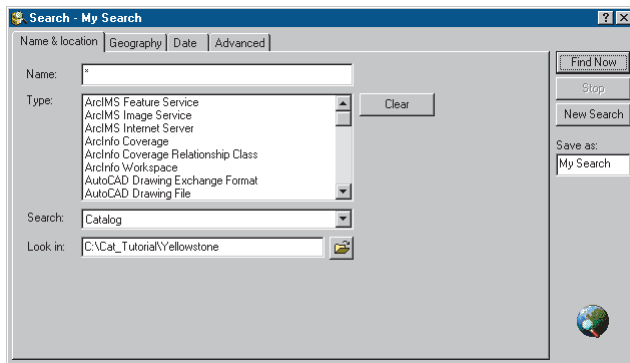 Search - My Search
Name & location Geography Date Advanced
Name: *
Type:
ArcIMS Feature Service
ArcIMS Image Service
ArcIMS Internet Server
ArcInfo Coverage
ArcInfo Coverage Relationship Class
ArcInfo Workspace
AutoCAD Drawing Exchange Format
AutoCAD Drawing File
Clear
Search: Catalog
Look in: C:\Cat_Tutorial\Yellowstone
Find Now
Stop
New Search
Save as:
My Search